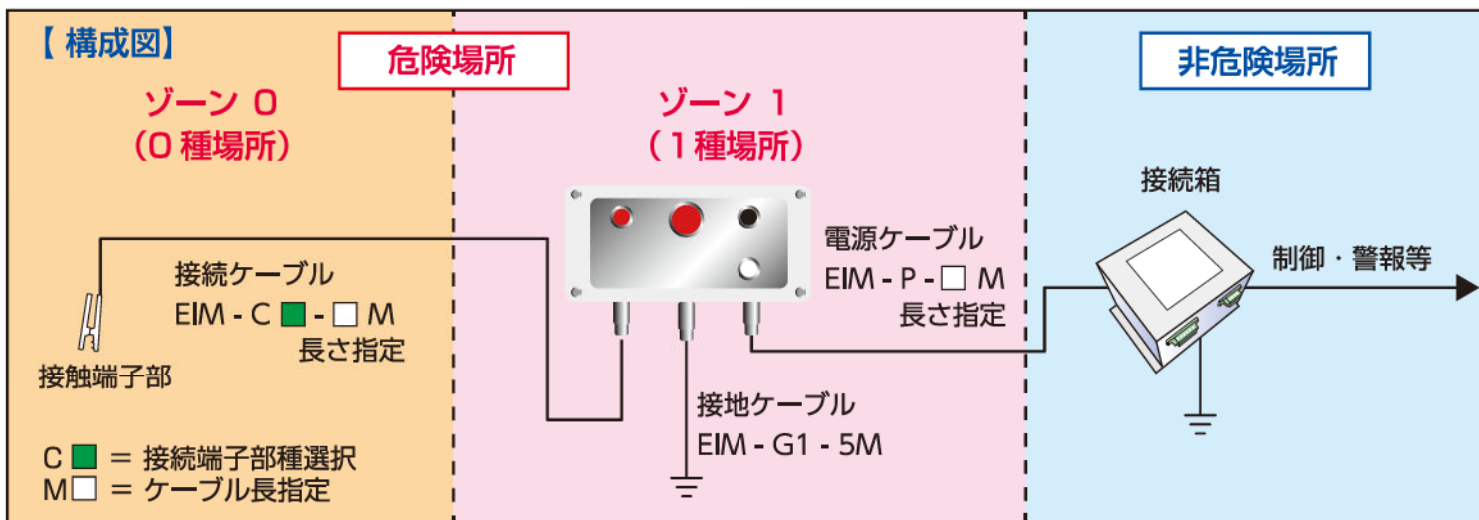 【 構成図】
危険場所
非危険場所
ゾーン 0
（0 種場所）
ゾーン 1
（1 種場所）
接続箱
電源ケーブル
EIM - P - □ M
長さ指定
制御・警報等
接続ケーブル
EIM - C ■ - □ M
長さ指定
接触端子部
接地ケーブル
EIM - G1 - 5M
C ■ = 接続端子部種選択
M□ = ケーブル長指定